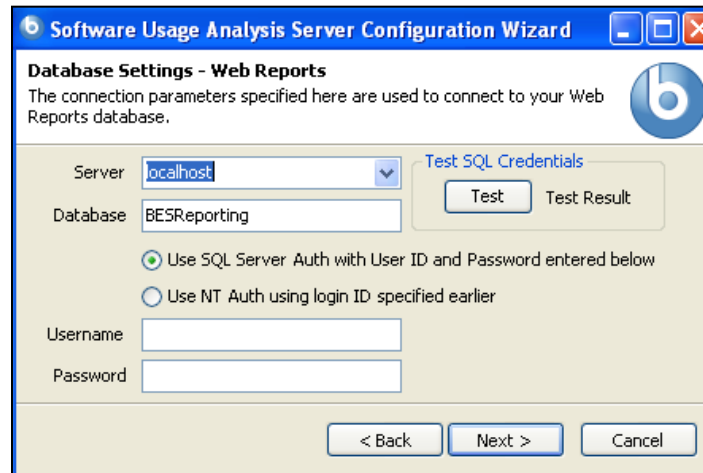 Software Usage Analysis Server Configuration Wizard
Database Settings - Web Reports
The connection parameters specified here are used to connect to your Web
Reports database.
Server localhost
Test SQL Credentials
Test Test Result
Database BESReporting
Use SQL Server Auth with User ID and Password entered below
Use NT Auth using login ID specified earlier
Username
Password
< Back Next > Cancel